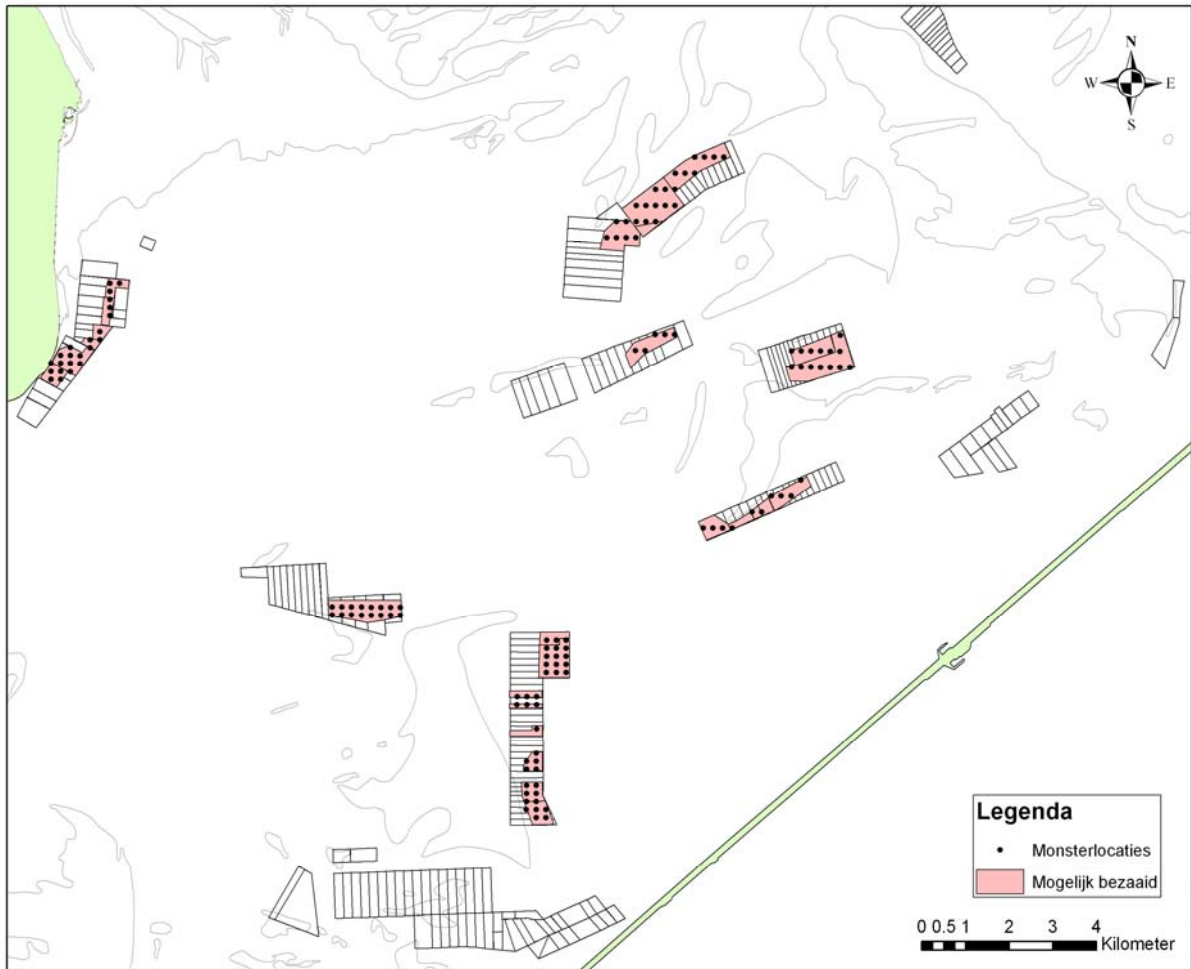 N
W E
S
Legenda
Monsterlocaties
Mogelijk bezaaid
0 0.5 1 2 3 4
Kilometer